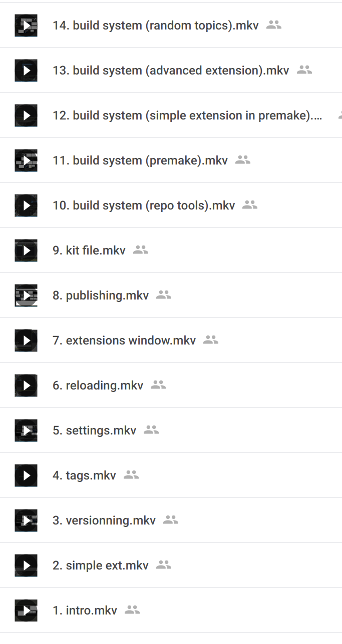 14. build system (random topics).mkv
13. build system (advanced extension).mkv
12. build system (simple extension in premake)....
11. build system (premake).mkv
10. build system (repo tools).mkv
9. kit file.mkv
8. publishing.mkv
7. extensions window.mkv
6. reloading.mkv
5. settings.mkv
4. tags.mkv
3. versionning.mkv
2. simple ext.mkv
1. intro.mkv